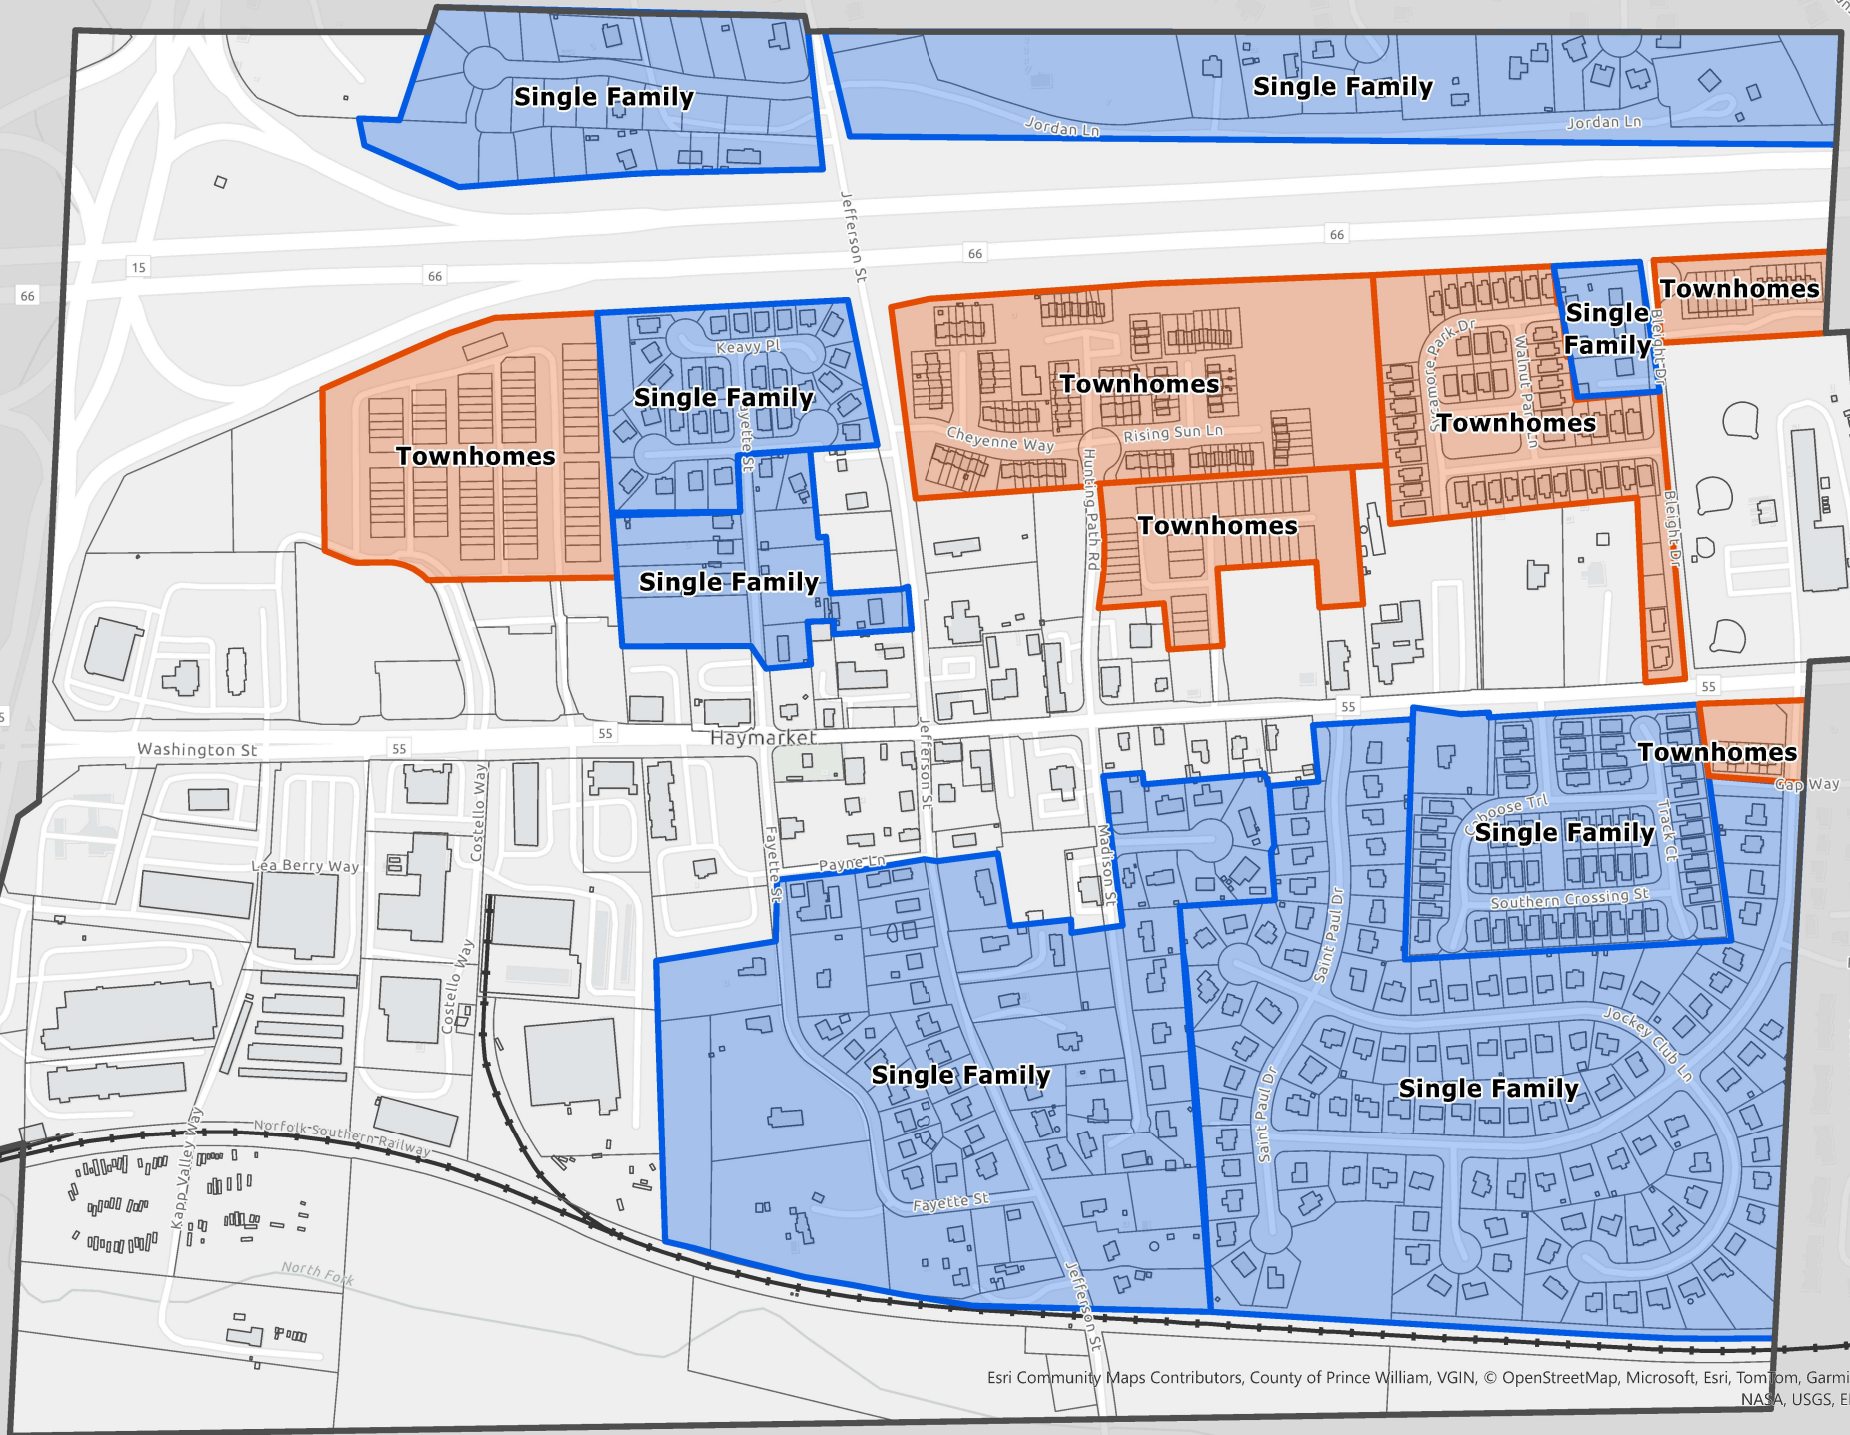 Single Family
Single Family
Jordan Ln
Jordan Ln
Jefferson St
66
66
66
15
66
Townhomes
Single
Family
Bleight Dr
Keavy Pl
Single Family
Fayette St
Townhomes
Townhomes
Cheyenne Way
Rising Sun Ln
Walnut Park Ln
Townhomes
Townhomes
Hunting Path Rd
Bleight Dr
Single Family
55
55
55
55
Washington St
Haymarket
Jefferson St
Townhomes
Gap Way
Costello Way
Lea Berry Way
Fayette St
Payne Ln
Madison St
Caboose Trl
Single Family
Track Ct
Southern Crossing St
Saint Paul Dr
Costello Way
Jockey Club Ln
Single Family
Single Family
Saint Paul Dr
Norfolk Southern Railway
Kapp Valley Way
Fayette St
North Fork
Jefferson St
Esri Community Maps Contributors, County of Prince William, VGIN, © OpenStreetMap, Microsoft, Esri, TomTom, Garmi
NASA, USGS, E